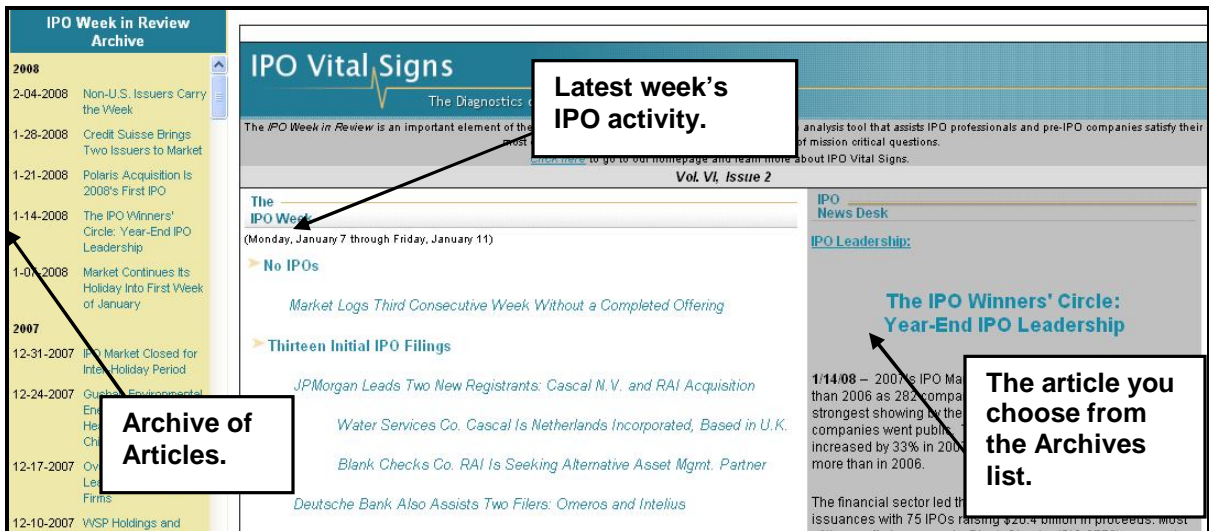 IPO Week in Review
Archive
2008
2-04-2008 Non-U.S. Issuers Carry
the Week
1-28-2008 Credit Suisse Brings
Two Issuers to Market
1-21-2008 Polaris Acquisition Is
2008's First IPO
1-14-2008 The IPO Winners'
Circle: Year-End IPO
Leadership
1-07-2008 Market Continues Its
Holiday Into First Week
of January
2007
12-31-2007 IPO Market Closed for
Inter-Holiday Period
12-24-2007 Environmental
12-17-2007
Firms
12-10-2007 WSP Holdings and
Archive of
Articles.
IPO Vital Signs
The Diagnostics
Latest week's
IPO activity.
The IPO Week in Review is an important element of the analysis tool that assists IPO professionals and pre-IPO companies satisfy their
most of mission critical questions.
Click here to go to our homepage and learn more about IPO Vital Signs.
Vol. VI, Issue 2
The
IPO Week
(Monday, January 7 through Friday, January 11)
No IPOs
Market Logs Third Consecutive Week Without a Completed Offering
Thirteen Initial IPO Filings
JPMorgan Leads Two New Registrants: Cascal N.V. and RAI Acquisition
Water Services Co. Cascal Is Netherlands Incorporated, Based in U.K.
Blank Checks Co. RAI Is Seeking Alternative Asset Mgmt. Partner
Deutsche Bank Also Assists Two Filers: Omeros and Intelius
IPO
News Desk
IPO Leadership:
The IPO Winners' Circle:
Year-End IPO Leadership
1/14/08 – 2007's IPO
than 2006 as 282
strongest showing by the
companies went public.
increased by 33% in
more than in 2006.
The financial sector led
issuances with 75 IPOs raising $20.4 billion in proceeds. Most
The article you
choose from
the Archives
list.